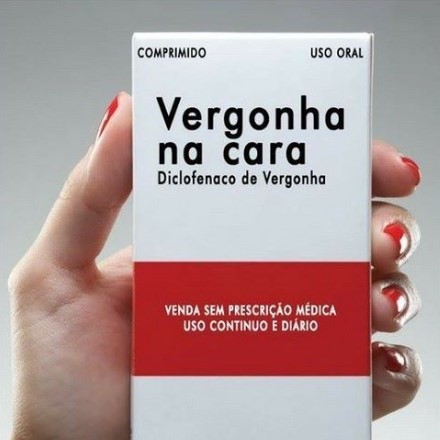 COMPRIMIDO USO ORAL
Vergonha
na cara
Diclofenaco de Vergonha
VENDA SEM PRESCRIÇÃO MÉDICA
USO CONTINUO E DIÁRIO